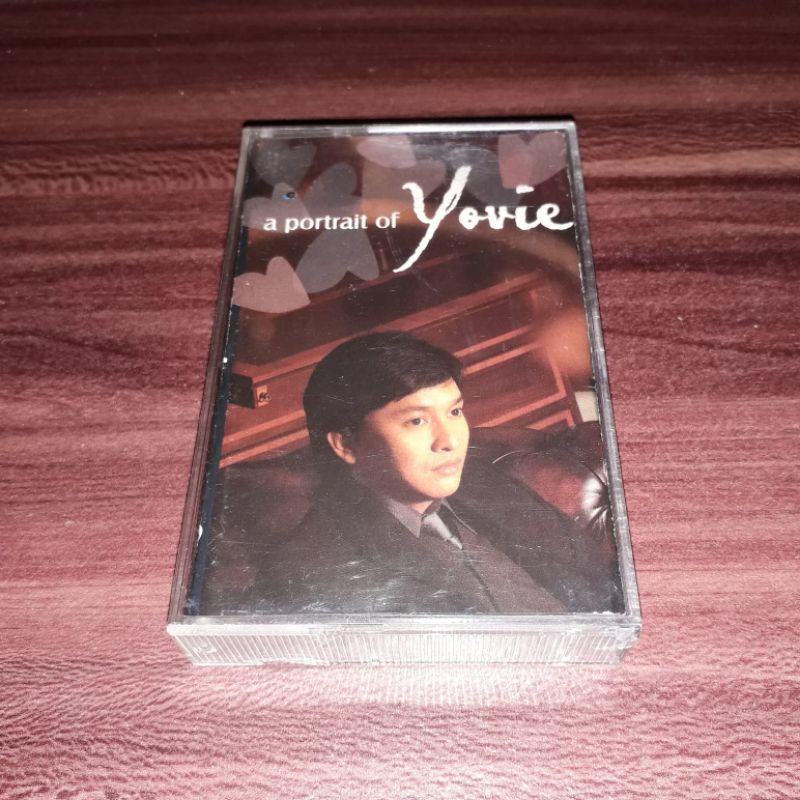 a portrait of Yovie